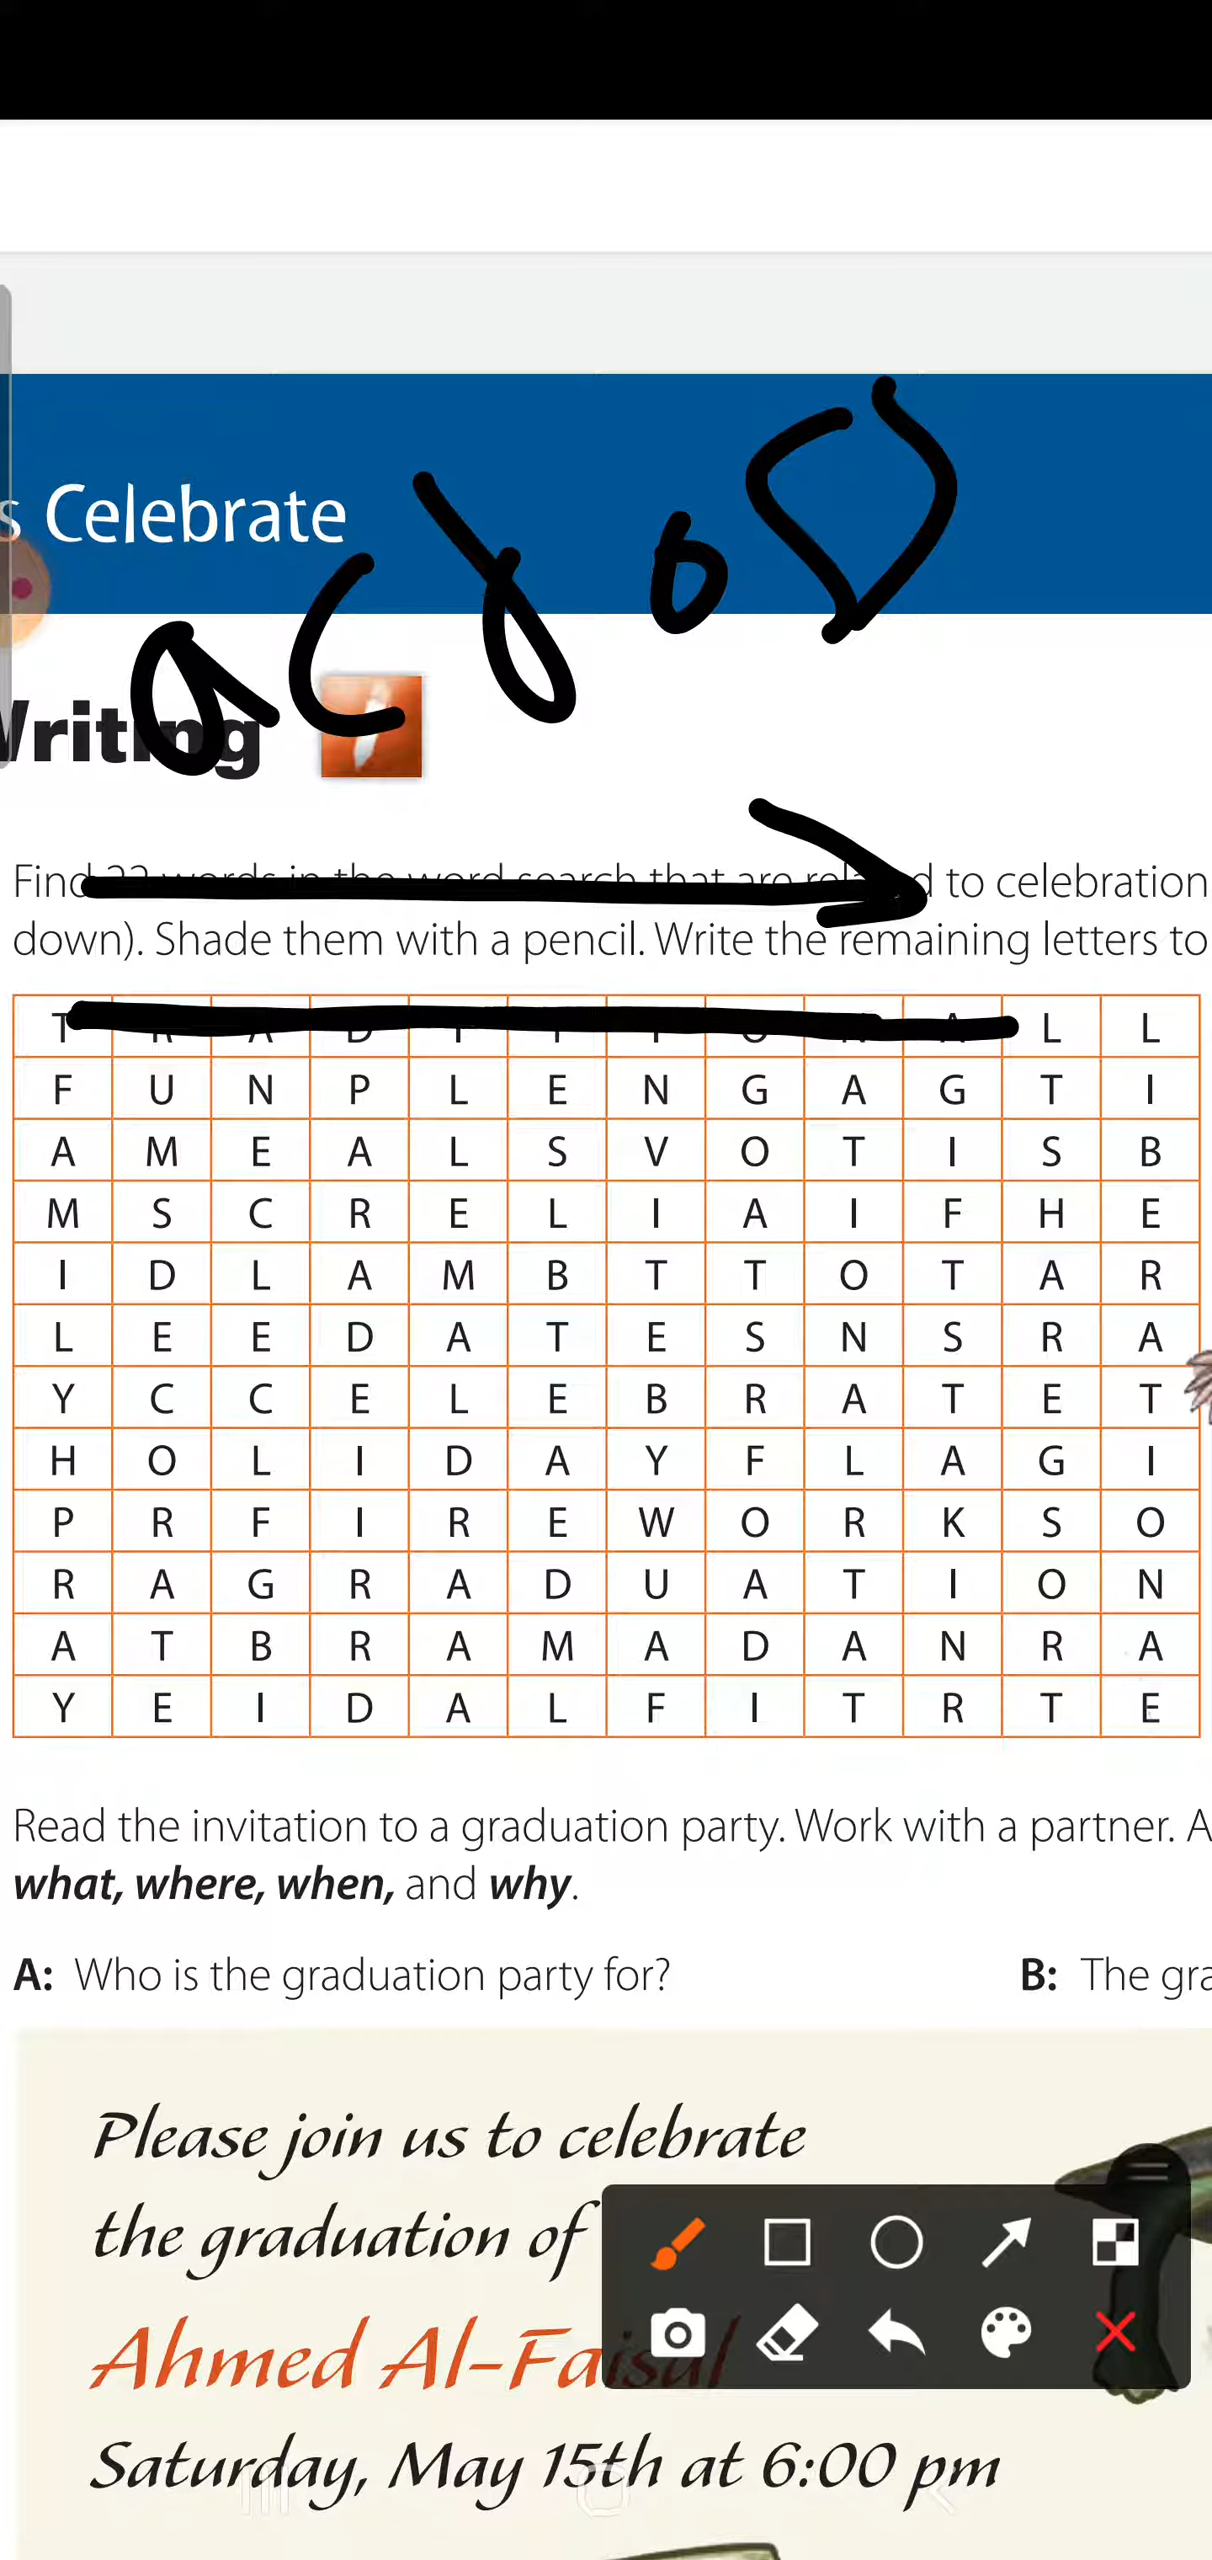 s Celebrate
Writing
Find 22 words in the word search that are related to celebration
down). Shade them with a pencil. Write the remaining letters to
T R A D I T I O N A L L
F U N P L E N G A G T I
A M E A L S V O T I S B
M S C R E L I A I F H E
I D L A M B T T O T A R
L E E D A T E S N S R A
Y C C E L E B R A T E T
H O L I D A Y F L A G I
P R F I R E W O R K S O
R A G R A D U A T I O N
A T B R A M A D A N R A
Y E I D A L F I T R T E
Read the invitation to a graduation party. Work with a partner. A
what, where, when, and why.
A: Who is the graduation party for?
B: The gra
Please join us to celebrate
the graduation of
Ahmed Al-Faisal
Saturday, May 15th at 6:00 pm